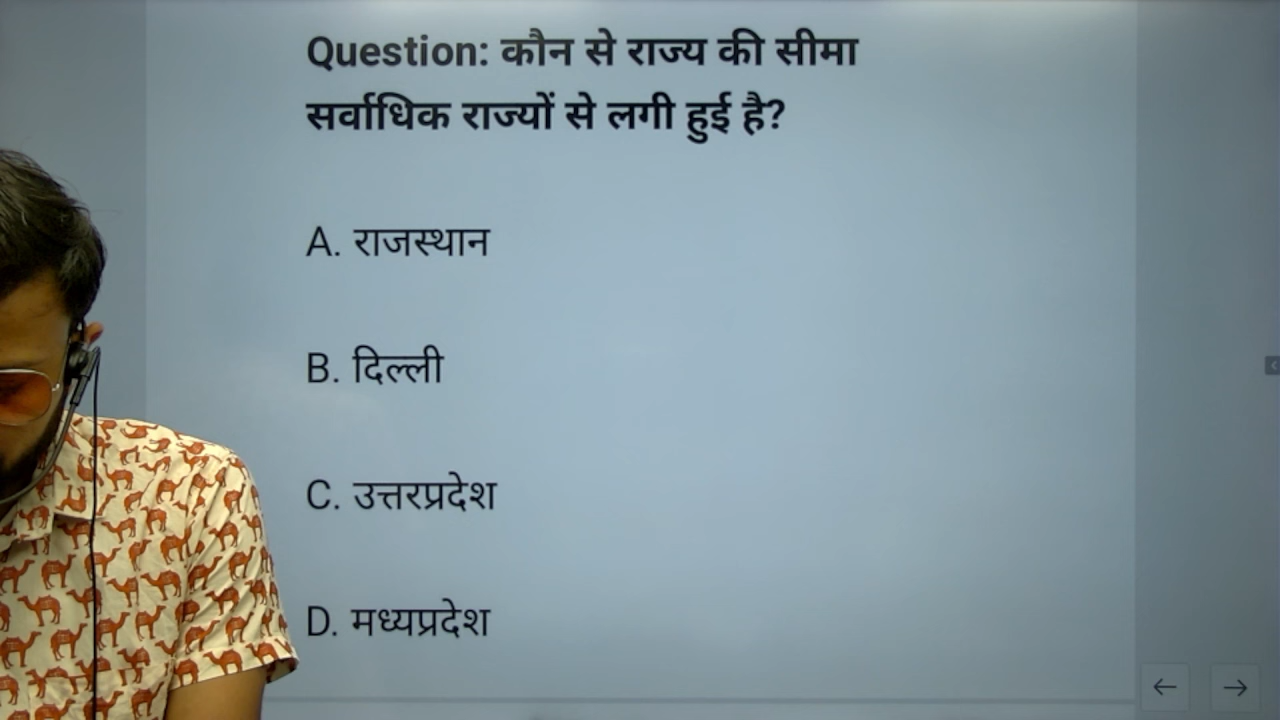 Question: कौन से राज्य की सीमा
सर्वाधिक राज्यों से लगी हुई है?
A. राजस्थान
B. दिल्ली
C. उत्तरप्रदेश
D. मध्यप्रदेश